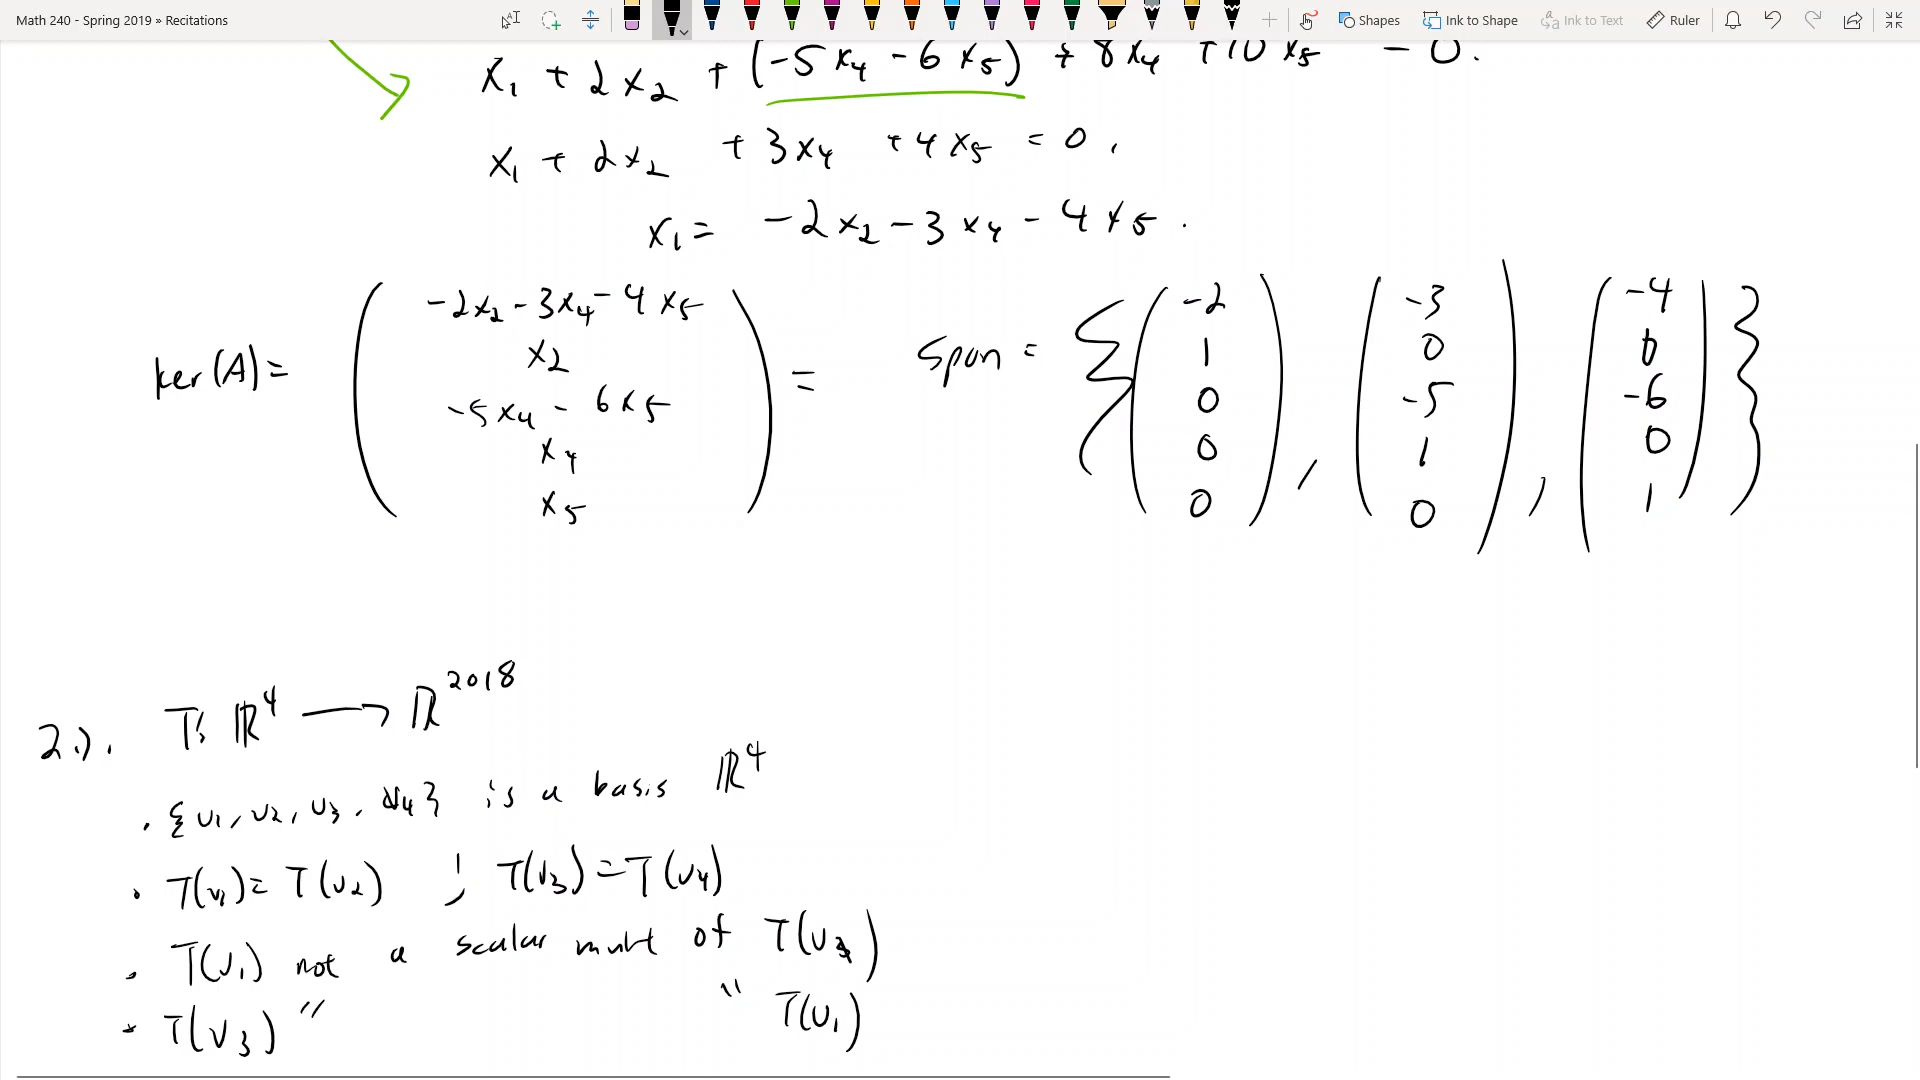 Math 240 - Spring 2019 » Recitations
Shapes Ink to Shape Ink to Text Ruler
x₁ + 2x₂ + (-5x₄ - 6x₅) + 8x₄ + 10x₅ = 0.
x₁ + 2x₂ + 3x₄ + 4x₅ = 0,
x₁ = -2x₂ - 3x₄ - 4x₅.
ker(A) = ( -2x₂ - 3x₄ - 4x₅
x₂
-5x₄ - 6x₅
x₄
x₅ ) = span = { ( -2
1
0
0
0 ) , ( -3
0
-5
1
0 ) , ( -4
0
-6
0
1 ) }
2.). T: ℝ⁴ ⟶ ℝ²⁰¹⁸
· {v₁, v₂, v₃, v₄} is a basis ℝ⁴
· T(v₁) = T(v₂) ; T(v₃) = T(v₄)
· T(v₁) not a scalar mult of T(v₃)
· T(v₃) " " T(v₁)